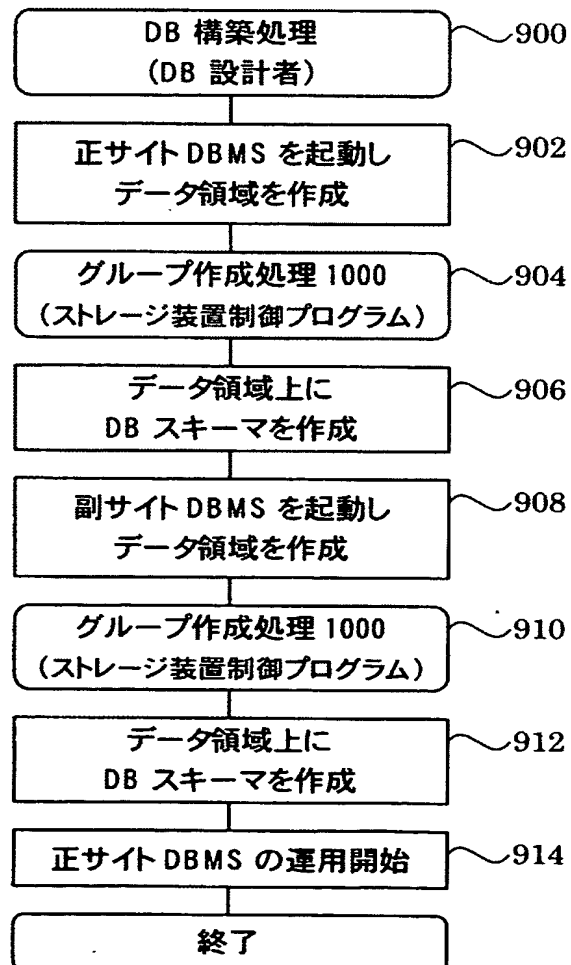 DB 構築処理
(DB 設計者)
900
正サイト DBMS を起動し
データ領域を作成
902
グループ作成処理 1000
(ストレージ装置制御プログラム)
904
データ領域上に
DB スキーマを作成
906
副サイト DBMS を起動し
データ領域を作成
908
グループ作成処理 1000
(ストレージ装置制御プログラム)
910
データ領域上に
DB スキーマを作成
912
正サイト DBMS の運用開始
914
終了